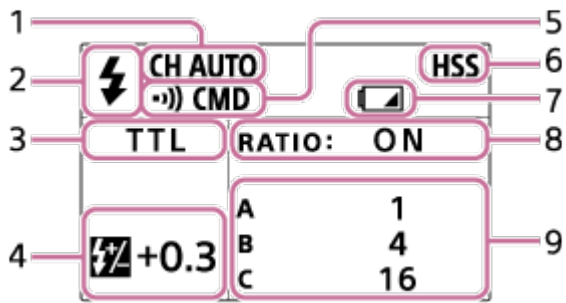 1
5
2
CH AUTO
HSS
6
CMD
7
3
TTL
RATIO: ON
8
4
+0.3
A 1
B 4
C 16
9